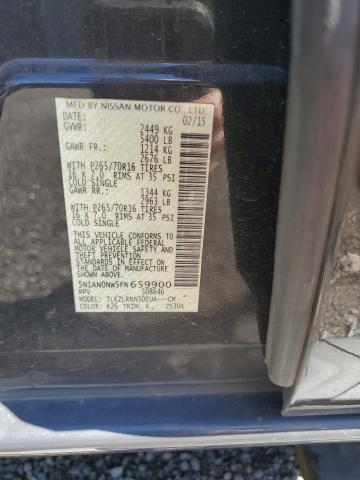 MFD BY NISSAN MOTOR CO., LTD.
DATE: 02/15
GVWR: 2449 KG
5400 LB
GAWR FR.: 1214 KG
2676 LB
WITH P265/70R16 TIRES
16 X 7.0 RIMS AT 35 PSI
COLD SINGLE
GAWR RR.: 1344 KG
2963 LB
WITH P265/70R16 TIRES
16 X 7.0 RIMS AT 35 PSI
COLD SINGLE
THIS VEHICLE CONFORMS TO ALL
APPLICABLE FEDERAL MOTOR
VEHICLE SAFETY STANDARDS
IN EFFECT ON THE
DATE OF MANUFACTURE
SHOWN ABOVE.
5N1AN0NW5FN659900
MPV S08646
MODEL: TLKZLRNN50EUA---CM
COLOR: K26 TRIM: X, ZS30A